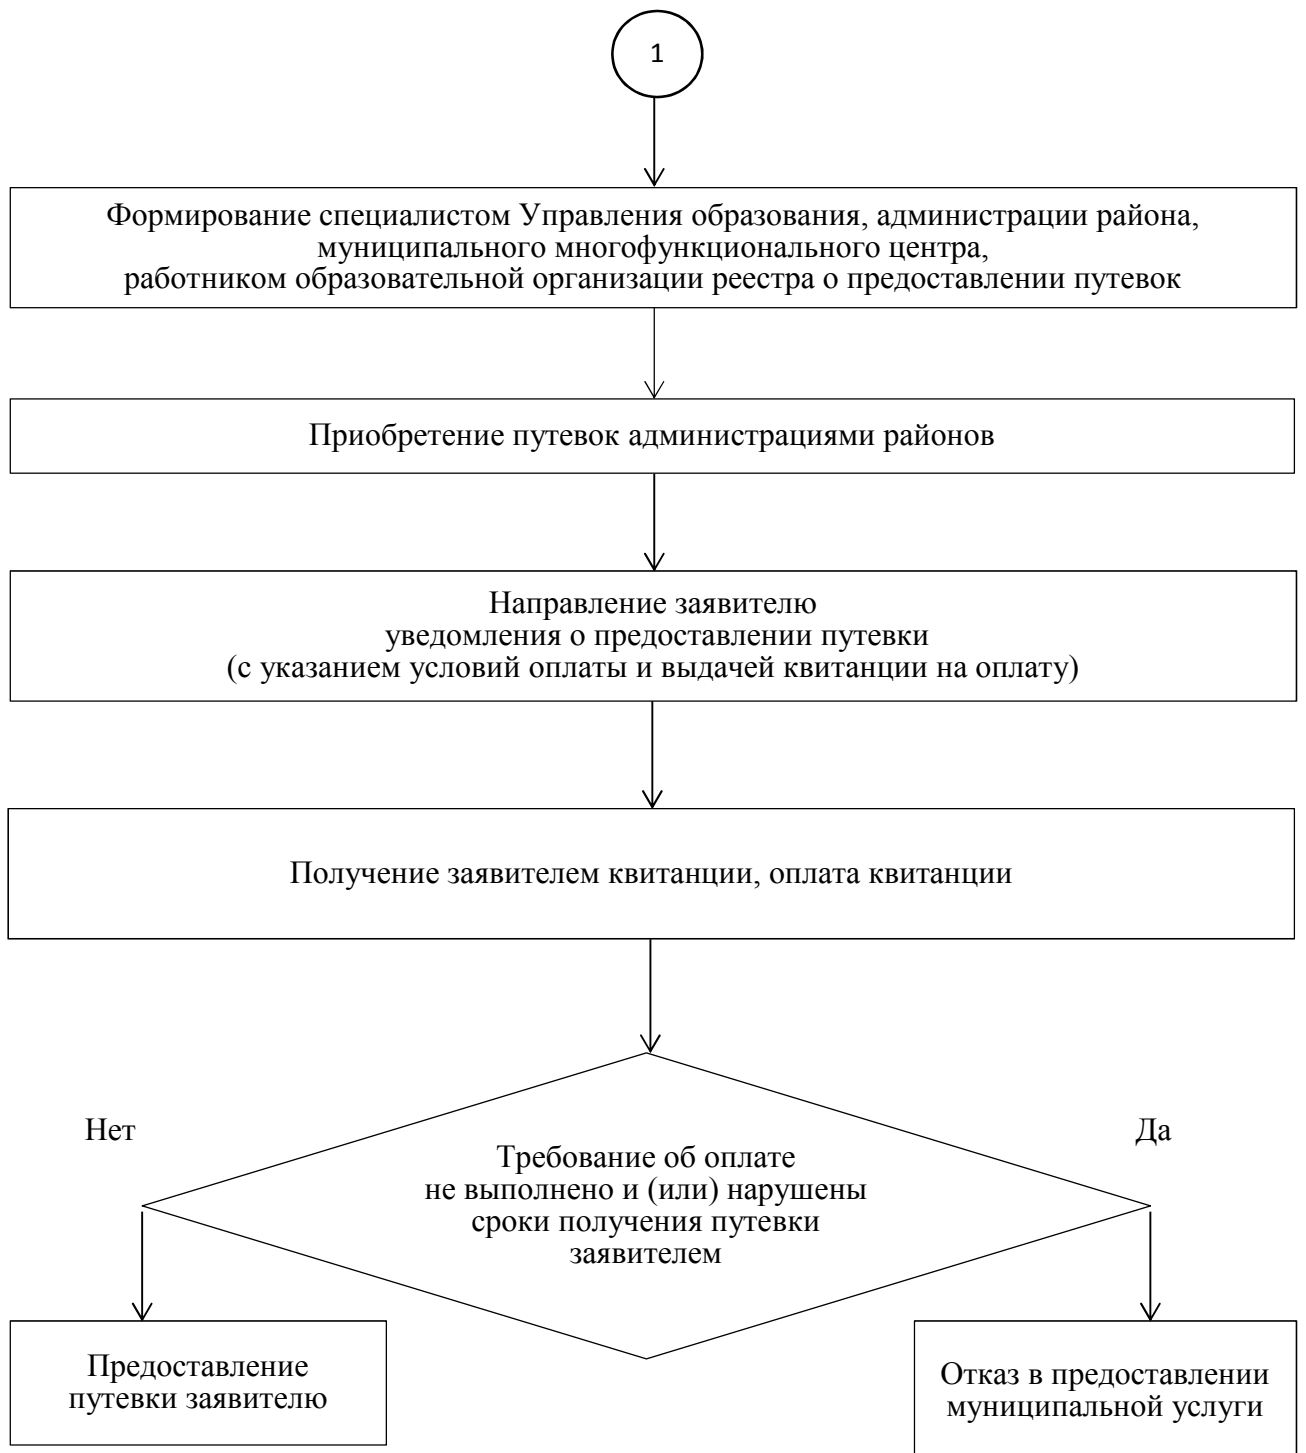 1
Формирование специалистом Управления образования, администрации района,
муниципального многофункционального центра,
работником образовательной организации реестра о предоставлении путевок
Приобретение путевок администрациями районов
Направление заявителю
уведомления о предоставлении путевки
(с указанием условий оплаты и выдачей квитанции на оплату)
Получение заявителем квитанции, оплата квитанции
Нет
Да
Требование об оплате
не выполнено и (или) нарушены
сроки получения путевки
заявителем
Предоставление
путевки заявителю
Отказ в предоставлении
муниципальной услуги